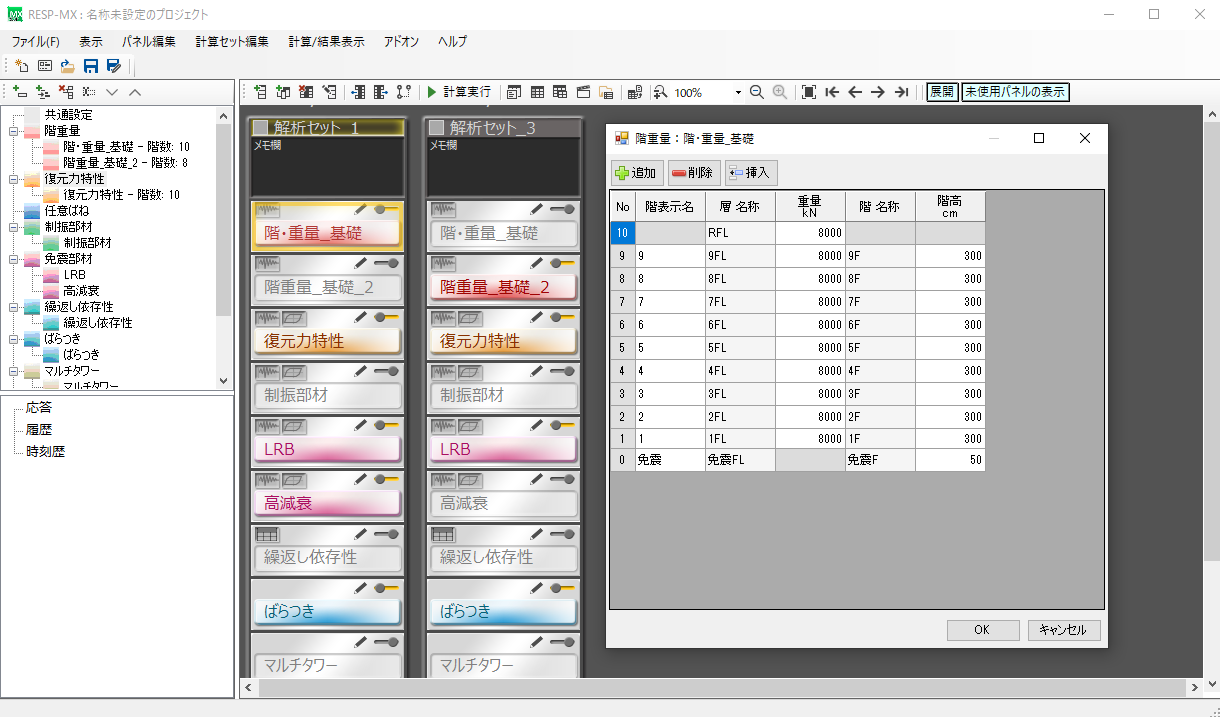 RESP-MX : 名称未設定のプロジェクト
ファイル(F) 表示 パネル編集 計算セット編集 計算/結果表示 アドオン ヘルプ
計算実行 100% 展開 未使用パネルの表示
共通設定
階重量
階・重量_基礎 - 階数: 10
階重量_基礎_2 - 階数: 8
復元力特性
復元力特性 - 階数: 10
任意ばね
制振部材
制振部材
免震部材
LRB
高減衰
繰返し依存性
繰返し依存性
ばらつき
ばらつき
マルチタワー
マルチタワー
応答
履歴
時刻歴
解析セット_1
メモ欄
階・重量_基礎
階重量_基礎_2
復元力特性
制振部材
LRB
高減衰
繰返し依存性
ばらつき
マルチタワー
解析セット_3
メモ欄
階・重量_基礎
階重量_基礎_2
復元力特性
制振部材
LRB
高減衰
繰返し依存性
ばらつき
マルチタワー
階重量 : 階・重量_基礎
追加 削除 挿入
No 階表示名 層 名称 重量 kN 階 名称 階高 cm
10 RFL 8000
9 9 9FL 8000 9F 300
8 8 8FL 8000 8F 300
7 7 7FL 8000 7F 300
6 6 6FL 8000 6F 300
5 5 5FL 8000 5F 300
4 4 4FL 8000 4F 300
3 3 3FL 8000 3F 300
2 2 2FL 8000 2F 300
1 1 1FL 8000 1F 300
0 免震 免震FL 免震F 50
OK キャンセル